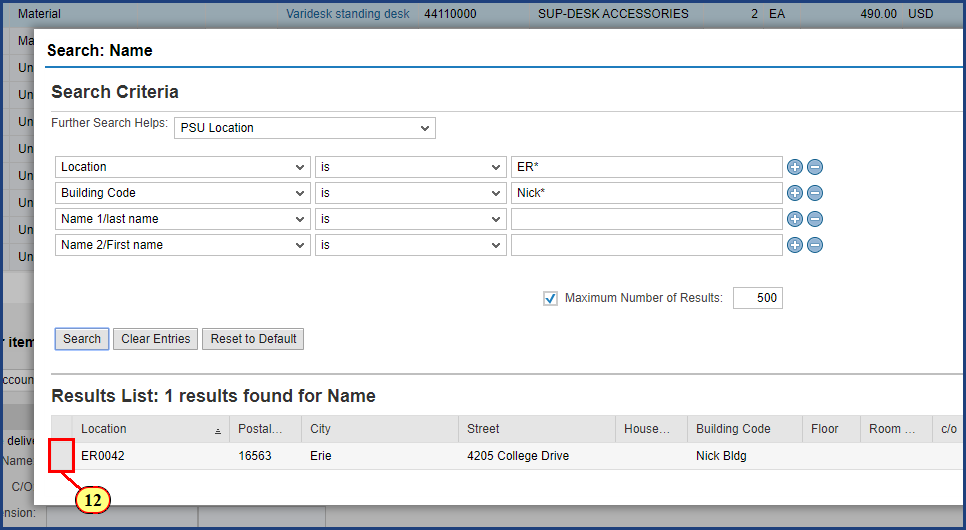 Material Varidesk standing desk 44110000 SUP-DESK ACCESSORIES 2 EA 490.00 USD
Ma
Search: Name
Un
Search Criteria
Un
Further Search Helps: PSU Location
Un
Un
Location is ER*
Un
Building Code is Nick*
Un
Name 1/last name is
Un
Name 2/First name is
Un
Maximum Number of Results: 500
r item
Search Clear Entries Reset to Default
ccoun
Results List: 1 results found for Name
Location Postal... City Street House... Building Code Floor Room ... c/o
delive
ER0042 16563 Erie 4205 College Drive Nick Bldg
Name
C/O
12
nsion: